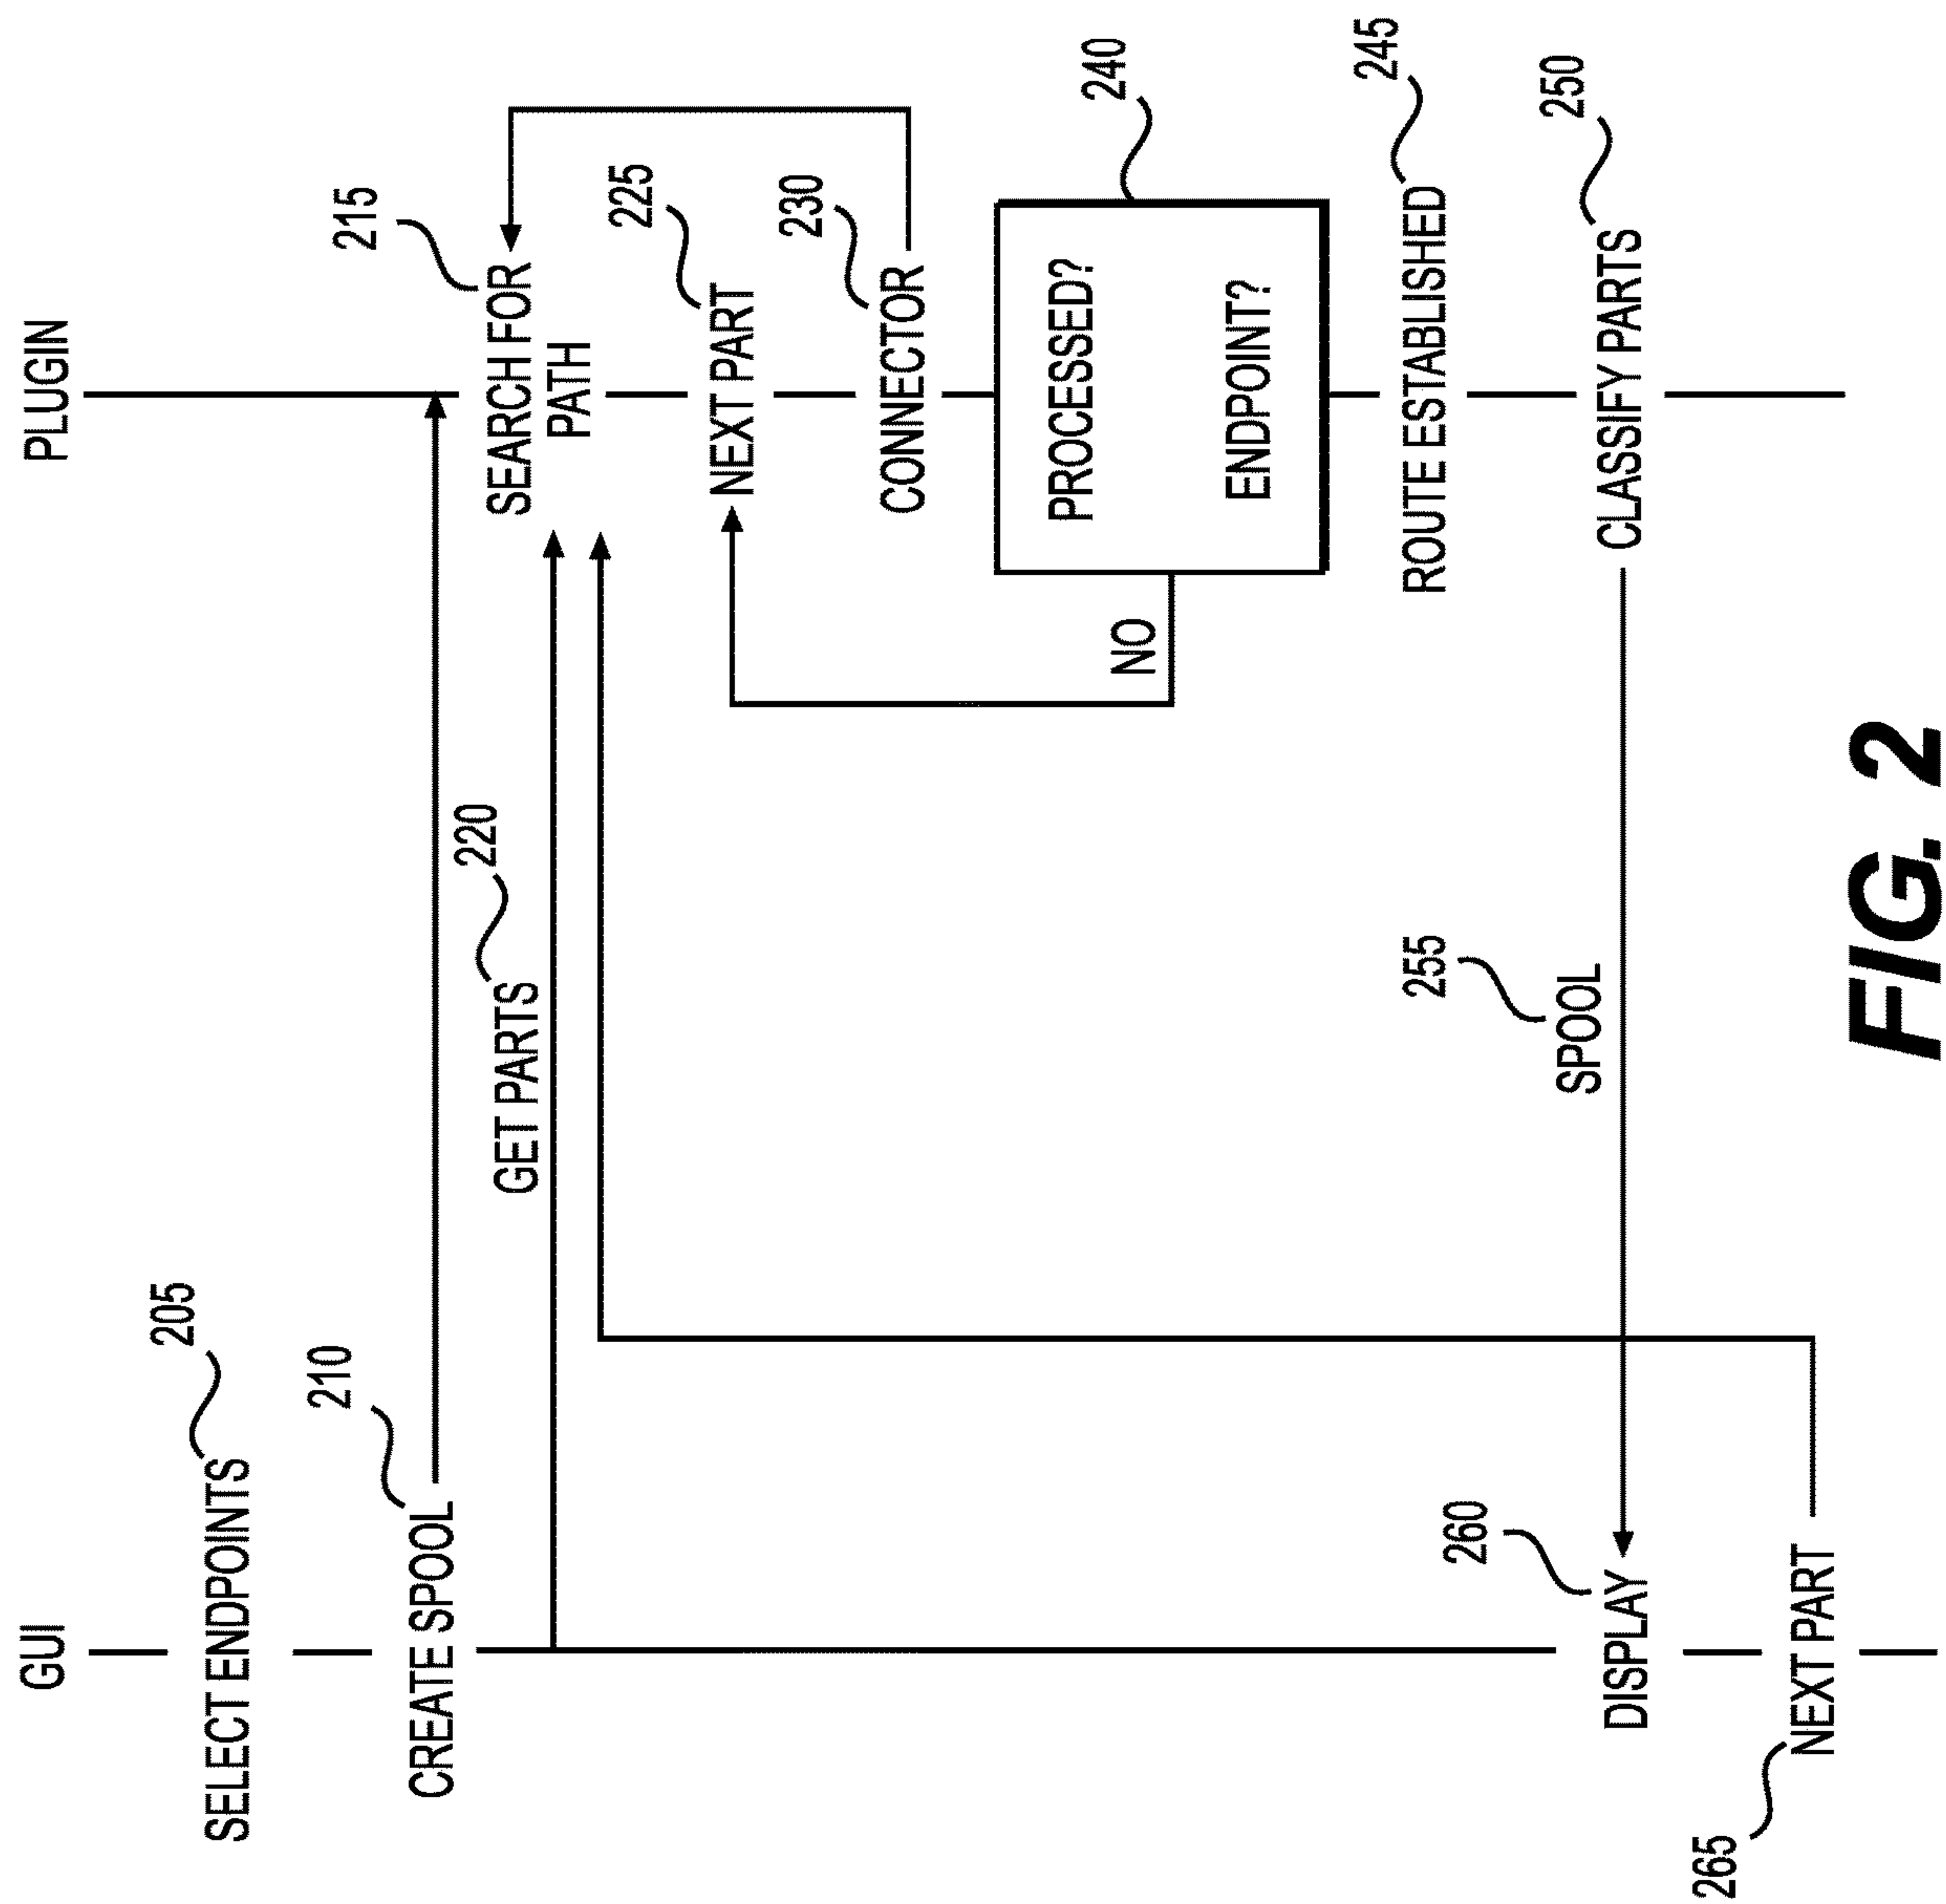 GUI
PLUGIN
205
SELECT ENDPOINTS
210
CREATE SPOOL
215
SEARCH FOR
PATH
220
GET PARTS
225
NEXT PART
230
CONNECTOR
240
PROCESSED?
ENDPOINT?
NO
245
ROUTE ESTABLISHED
250
CLASSIFY PARTS
255
SPOOL
260
DISPLAY
265
NEXT PART
FIG. 2